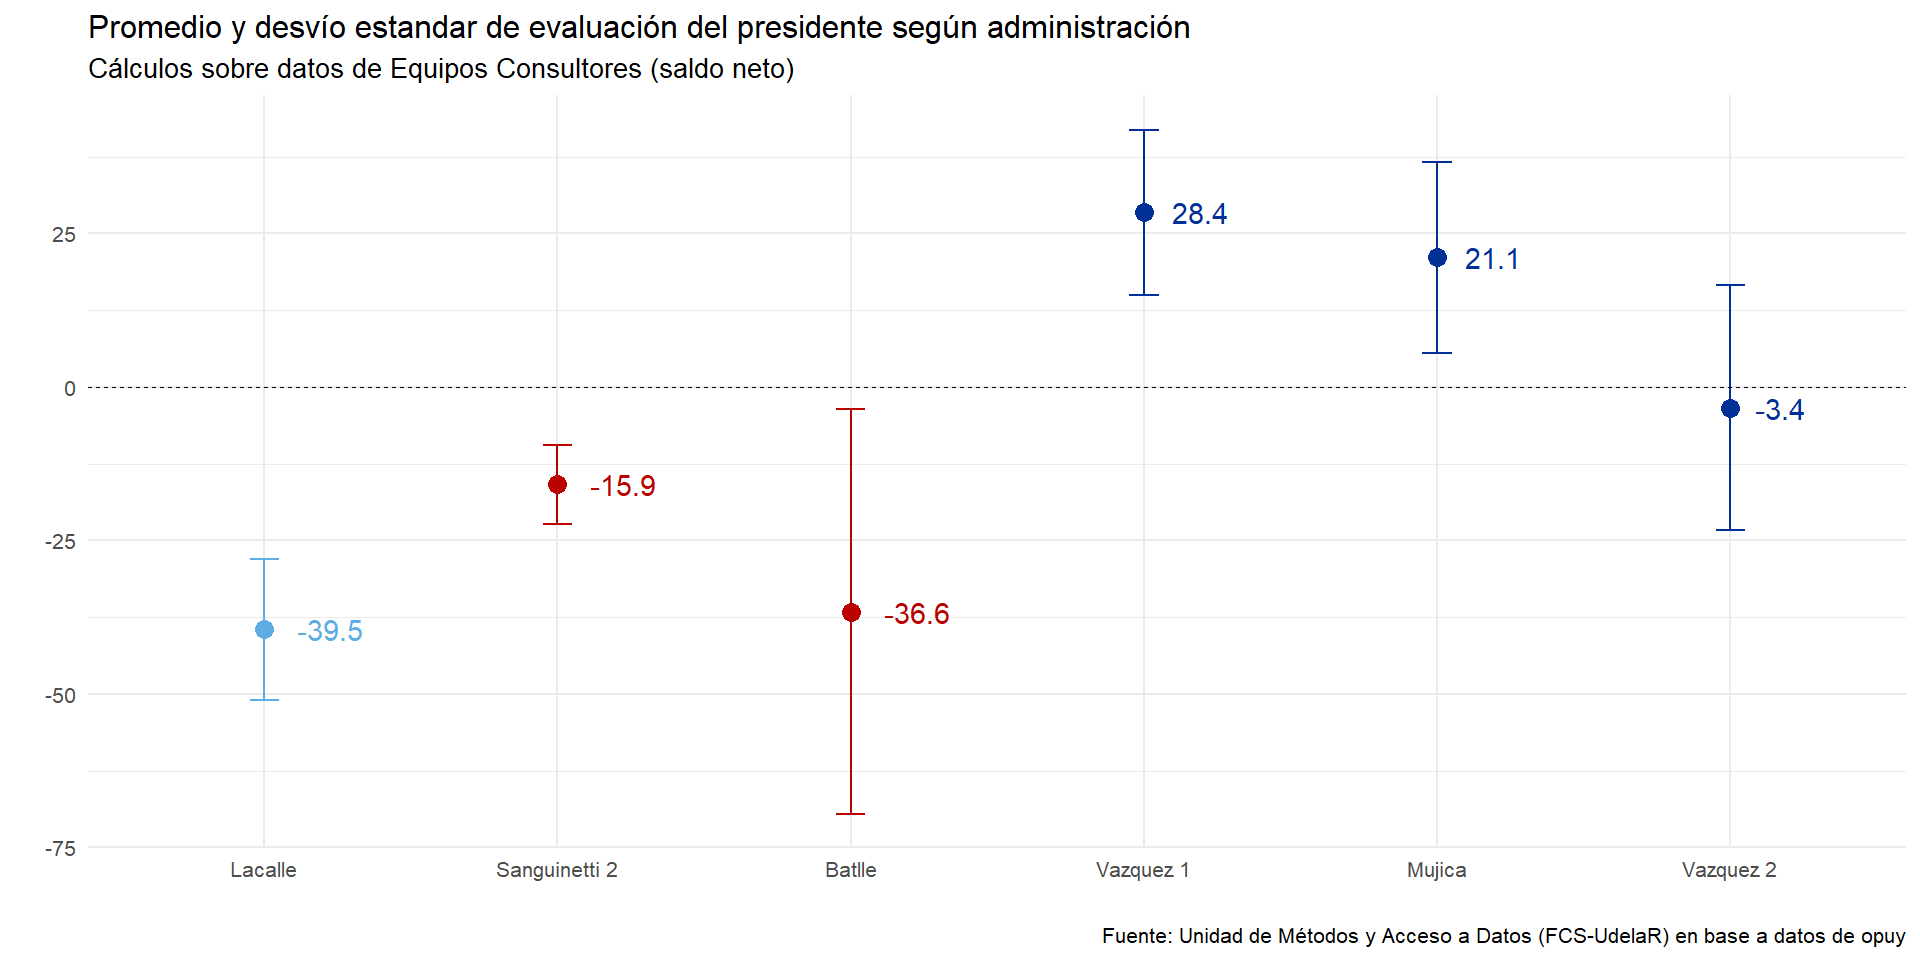 Promedio y desvío estandar de evaluación del presidente según administración
Cálculos sobre datos de Equipos Consultores (saldo neto)
25
0
-25
-50
-75
28.4
21.1
-3.4
-15.9
-36.6
-39.5
Lacalle
Sanguinetti 2
Batlle
Vazquez 1
Mujica
Vazquez 2
Fuente: Unidad de Métodos y Acceso a Datos (FCS-UdelaR) en base a datos de opuy